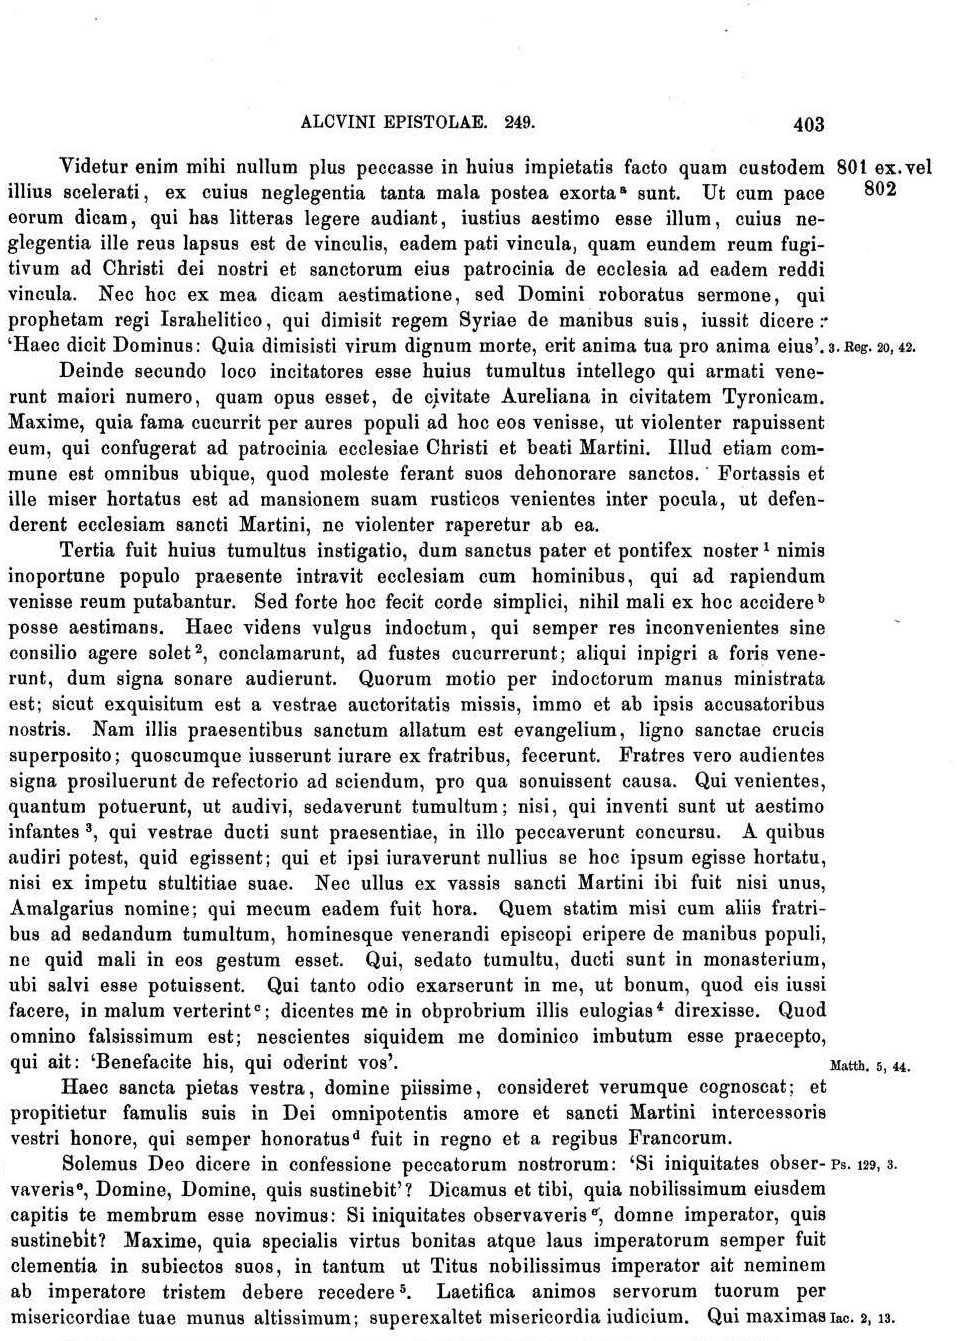 ALCVINI EPISTOLAE. 249. 403
Videtur enim mihi nullum plus peccasse in huius impietatis facto quam custodem 801 ex. vel
illius scelerati, ex cuius neglegentia tanta mala postea exorta ᵃ sunt. Ut cum pace 802
eorum dicam, qui has litteras legere audiant, iustius aestimo esse illum, cuius ne-
glegentia ille reus lapsus est de vinculis, eadem pati vincula, quam eundem reum fugi-
tivum ad Christi dei nostri et sanctorum eius patrocinia de ecclesia ad eadem reddi
vincula. Nec hoc ex mea dicam aestimatione, sed Domini roboratus sermone, qui
prophetam regi Israhelitico, qui dimisit regem Syriae de manibus suis, iussit dicere:
‘Haec dicit Dominus: Quia dimisisti virum dignum morte, erit anima tua pro anima eius’. 3. Reg. 20, 42.
Deinde secundo loco incitatores esse huius tumultus intellego qui armati vene-
runt maiori numero, quam opus esset, de civitate Aureliana in civitatem Tyronicam.
Maxime, quia fama cucurrit per aures populi ad hoc eos venisse, ut violenter rapuissent
eum, qui confugerat ad patrocinia ecclesiae Christi et beati Martini. Illud etiam com-
mune est omnibus ubique, quod moleste ferant suos dehonorare sanctos. Fortassis et
ille miser hortatus est ad mansionem suam rusticos venientes inter pocula, ut defen-
derent ecclesiam sancti Martini, ne violenter raperetur ab ea.
Tertia fuit huius tumultus instigatio, dum sanctus pater et pontifex noster ¹ nimis
inoportune populo praesente intravit ecclesiam cum hominibus, qui ad rapiendum
venisse reum putabantur. Sed forte hoc fecit corde simplici, nihil mali ex hoc accidere ᵇ
posse aestimans. Haec videns vulgus indoctum, qui semper res inconvenientes sine
consilio agere solet ², conclamarunt, ad fustes cucurrerunt; aliqui inpigri a foris vene-
runt, dum signa sonare audierunt. Quorum motio per indoctorum manus ministrata
est; sicut exquisitum est a vestrae auctoritatis missis, immo et ab ipsis accusatoribus
nostris. Nam illis praesentibus sanctum allatum est evangelium, ligno sanctae crucis
superposito; quoscumque iusserunt iurare ex fratribus, fecerunt. Fratres vero audientes
signa prosiluerunt de refectorio ad sciendum, pro qua sonuissent causa. Qui venientes,
quantum potuerunt, ut audivi, sedaverunt tumultum; nisi, qui inventi sunt ut aestimo
infantes ³, qui vestrae ducti sunt praesentiae, in illo peccaverunt concursu. A quibus
audiri potest, quid egissent; qui et ipsi iuraverunt nullius se hoc ipsum egisse hortatu,
nisi ex impetu stultitiae suae. Nec ullus ex vassis sancti Martini ibi fuit nisi unus,
Amalgarius nomine; qui mecum eadem fuit hora. Quem statim misi cum aliis fratri-
bus ad sedandum tumultum, hominesque venerandi episcopi eripere de manibus populi,
ne quid mali in eos gestum esset. Qui, sedato tumultu, ducti sunt in monasterium,
ubi salvi esse potuissent. Qui tanto odio exarserunt in me, ut bonum, quod eis iussi
facere, in malum verterint ᶜ; dicentes me in obprobrium illis eulogias ⁴ direxisse. Quod
omnino falsissimum est; nescientes siquidem me dominico imbutum esse praecepto,
qui ait: ‘Benefacite his, qui oderint vos’. Matth. 5, 44.
Haec sancta pietas vestra, domine piissime, consideret verumque cognoscat; et
propitietur famulis suis in Dei omnipotentis amore et sancti Martini intercessoris
vestri honore, qui semper honoratus ᵈ fuit in regno et a regibus Francorum.
Solemus Deo dicere in confessione peccatorum nostrorum: ‘Si iniquitates obser- Ps. 129, 3.
vaveris ᵉ, Domine, Domine, quis sustinebit’? Dicamus et tibi, quia nobilissimum eiusdem
capitis te membrum esse novimus: Si iniquitates observaveris ᵉ, domne imperator, quis
sustinebit? Maxime, quia specialis virtus bonitas atque laus imperatorum semper fuit
clementia in subiectos suos, in tantum ut Titus nobilissimus imperator ait neminem
ab imperatore tristem debere recedere ⁵. Laetifica animos servorum tuorum per
misericordiae tuae munus altissimum; superexaltet misericordia iudicium. Qui maximas Iac. 2, 13.